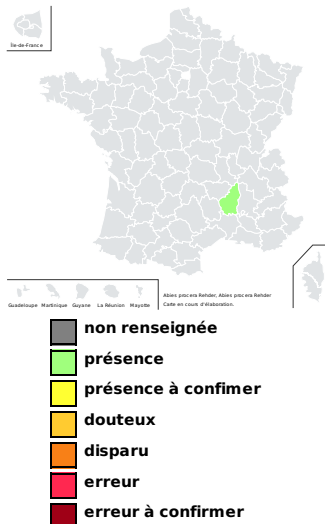 Île-de-France
Guadeloupe Martinique Guyane La Réunion Mayotte
Abies procera Rehder, Abies procera Rehder
Carte en cours d'élaboration.
non renseignée
présence
présence à confimer
douteux
disparu
erreur
erreur à confirmer